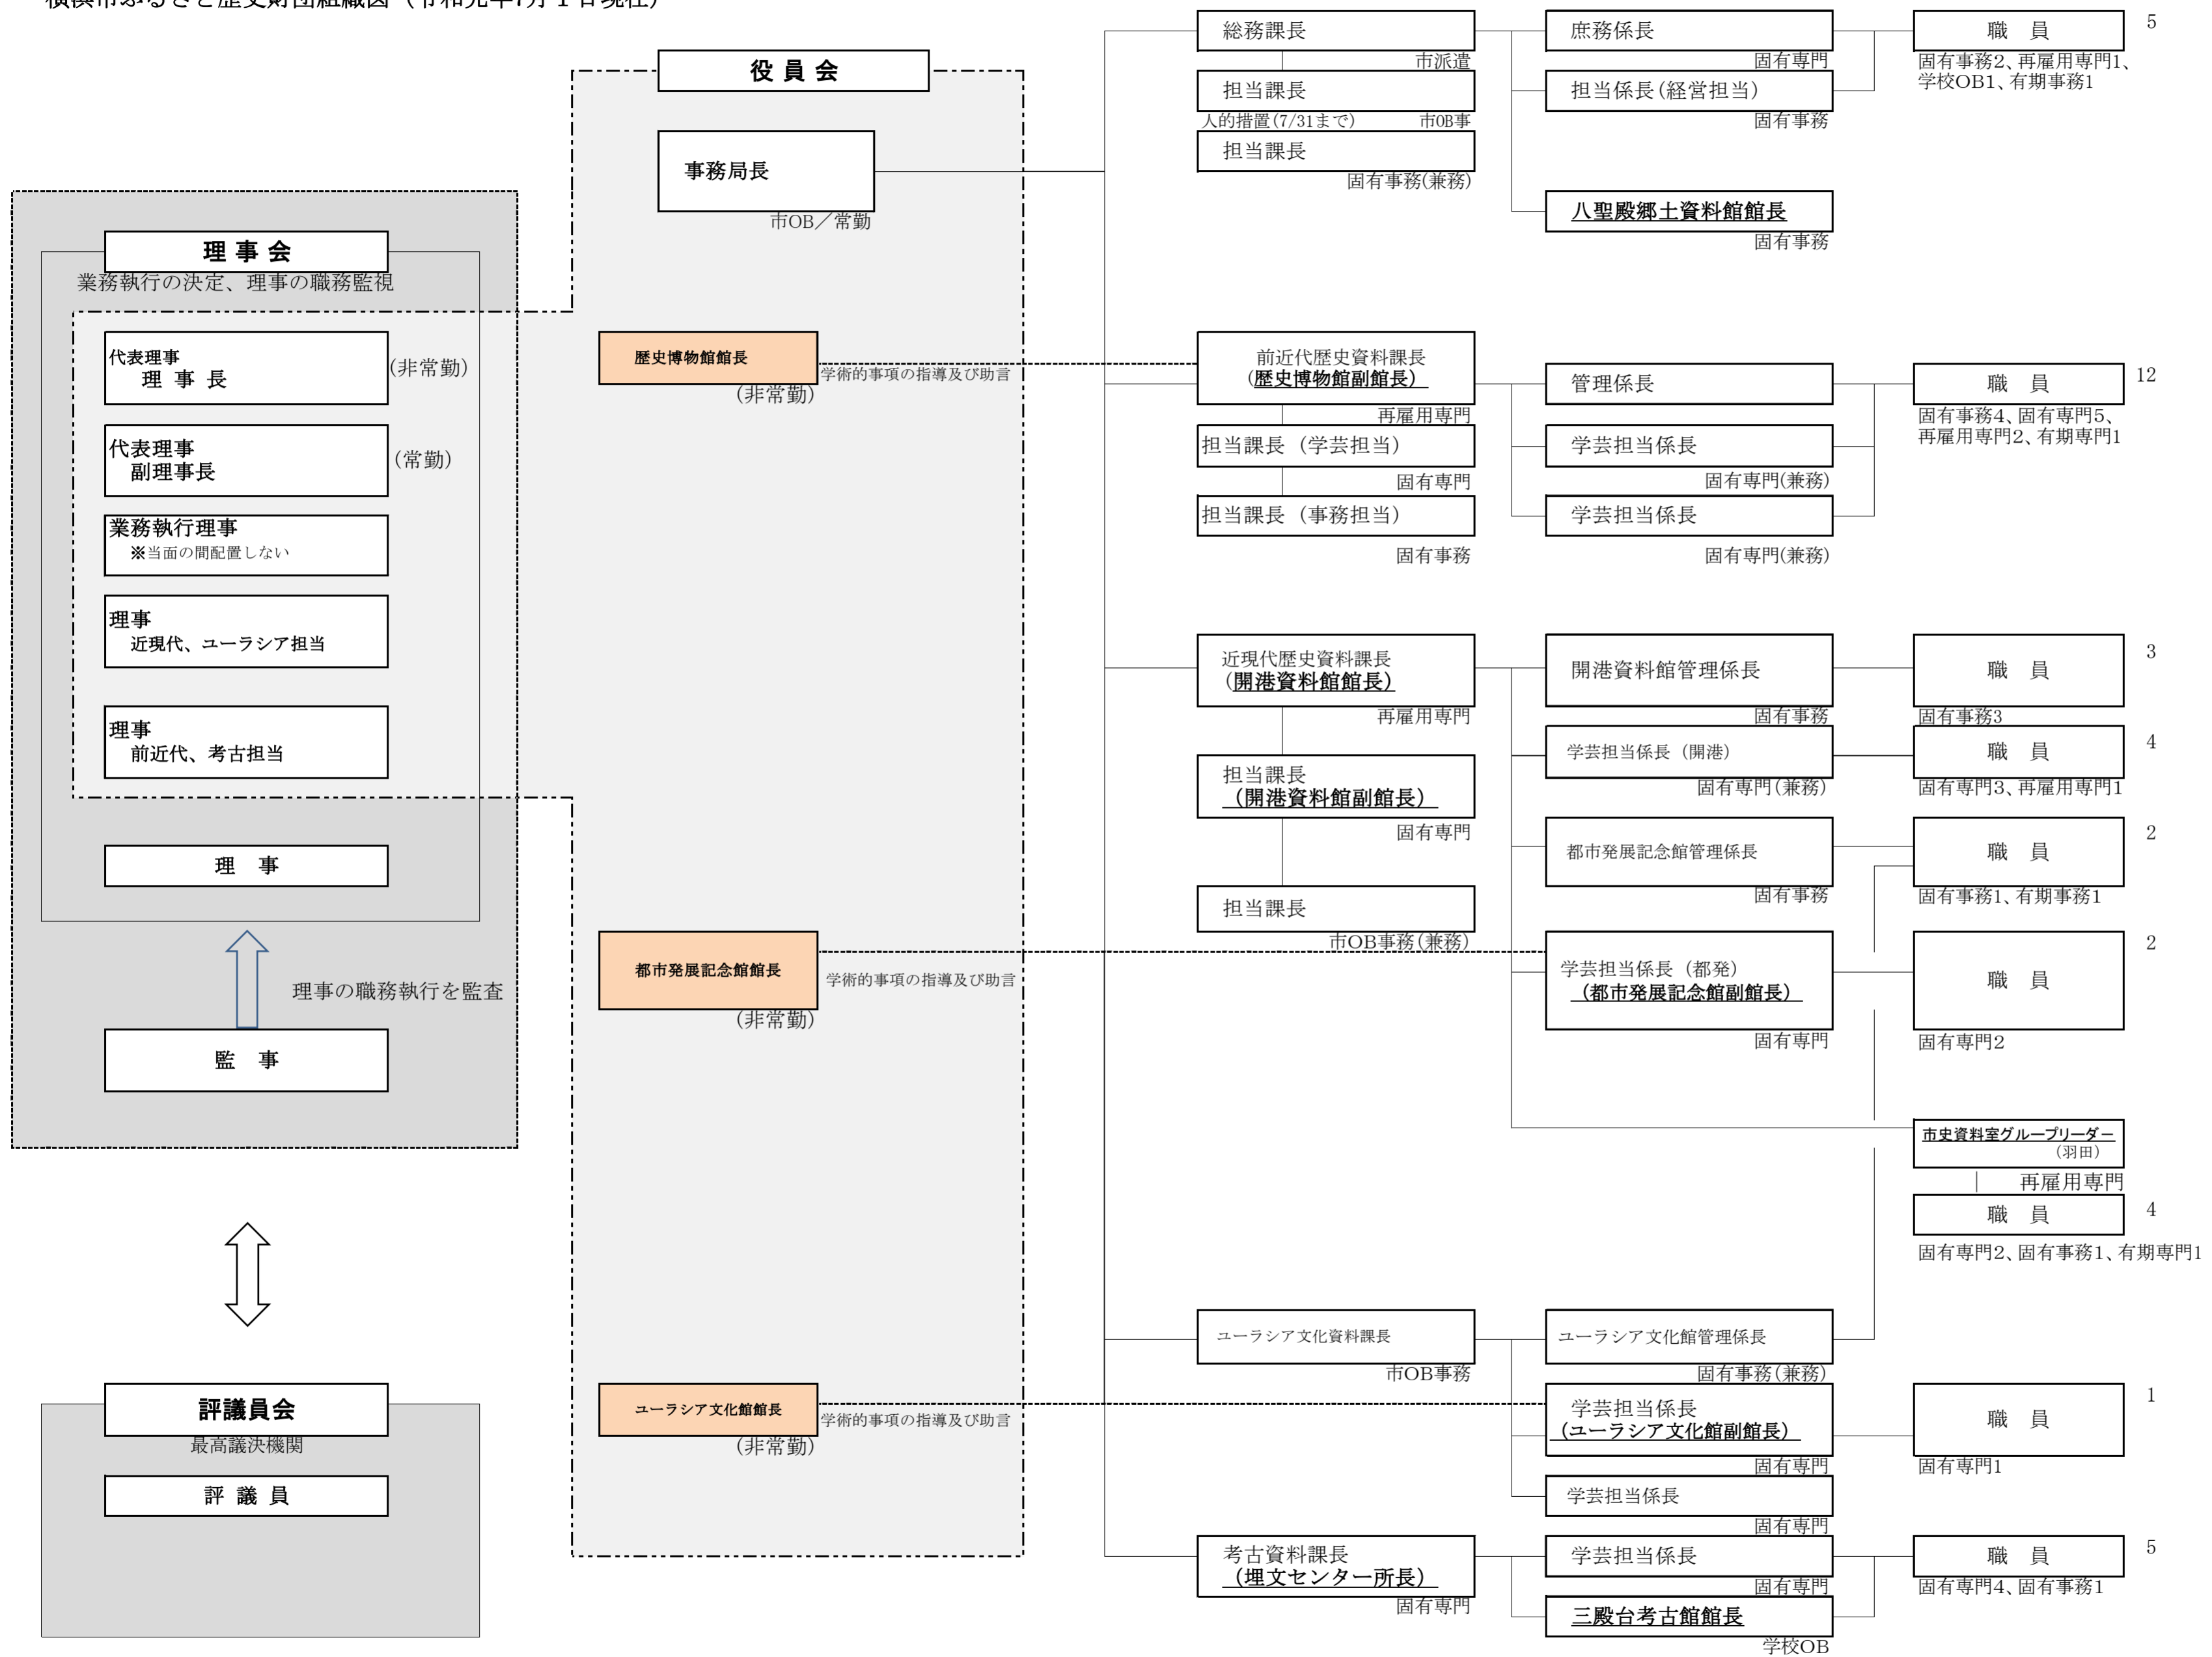 横浜市ふるさと歴史財団組織図（令和元年7月１日現在）
役 員 会
事務局長
市OB／常勤
理 事 会
業務執行の決定、理事の職務監視
代表理事
理 事 長
(非常勤)
代表理事
副理事長
(常勤)
業務執行理事
※当面の間配置しない
理事
近現代、ユーラシア担当
理事
前近代、考古担当
理　事
理事の職務執行を監査
監　事
評議員会
最高議決機関
評 議 員
歴史博物館館長
(非常勤)
学術的事項の指導及び助言
都市発展記念館館長
(非常勤)
学術的事項の指導及び助言
ユーラシア文化館館長
(非常勤)
学術的事項の指導及び助言
総務課長
市派遣
担当課長
人的措置(7/31まで)　市OB事
担当課長
固有事務(兼務)
庶務係長
固有専門
担当係長(経営担当)
固有事務
八聖殿郷土資料館館長
固有事務
職　員
5
固有事務2、再雇用専門1、
学校OB1、有期事務1
前近代歴史資料課長
(歴史博物館副館長）
再雇用専門
担当課長（学芸担当）
固有専門
担当課長（事務担当）
固有事務
管理係長
学芸担当係長
固有専門(兼務)
学芸担当係長
固有専門(兼務)
職　員
12
固有事務4、固有専門5、
再雇用専門2、有期専門1
近現代歴史資料課長
（開港資料館館長）
再雇用専門
担当課長
（開港資料館副館長）
固有専門
担当課長
市OB事務(兼務)
開港資料館管理係長
固有事務
職　員
3
固有事務3
学芸担当係長（開港）
固有専門(兼務)
職　員
4
固有専門3、再雇用専門1
都市発展記念館管理係長
固有事務
職　員
2
固有事務1、有期事務1
学芸担当係長（都発）
（都市発展記念館副館長）
固有専門
職　員
2
固有専門2
市史資料室グループリーダー
（羽田）
再雇用専門
職　員
4
固有専門2、固有事務1、有期専門1
ユーラシア文化資料課長
市OB事務
ユーラシア文化館管理係長
固有事務(兼務)
学芸担当係長
（ユーラシア文化館副館長）
固有専門
職　員
1
固有専門1
学芸担当係長
固有専門
考古資料課長
（埋文センター所長）
固有専門
学芸担当係長
固有専門
三殿台考古館館長
学校OB
職　員
5
固有専門4、固有事務1